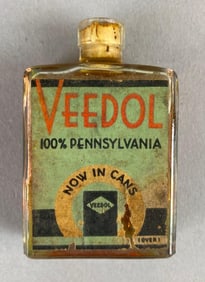 VEEDOL
100% PENNSYLVANIA
NOW IN CANS
VEEDOL
(OVER)